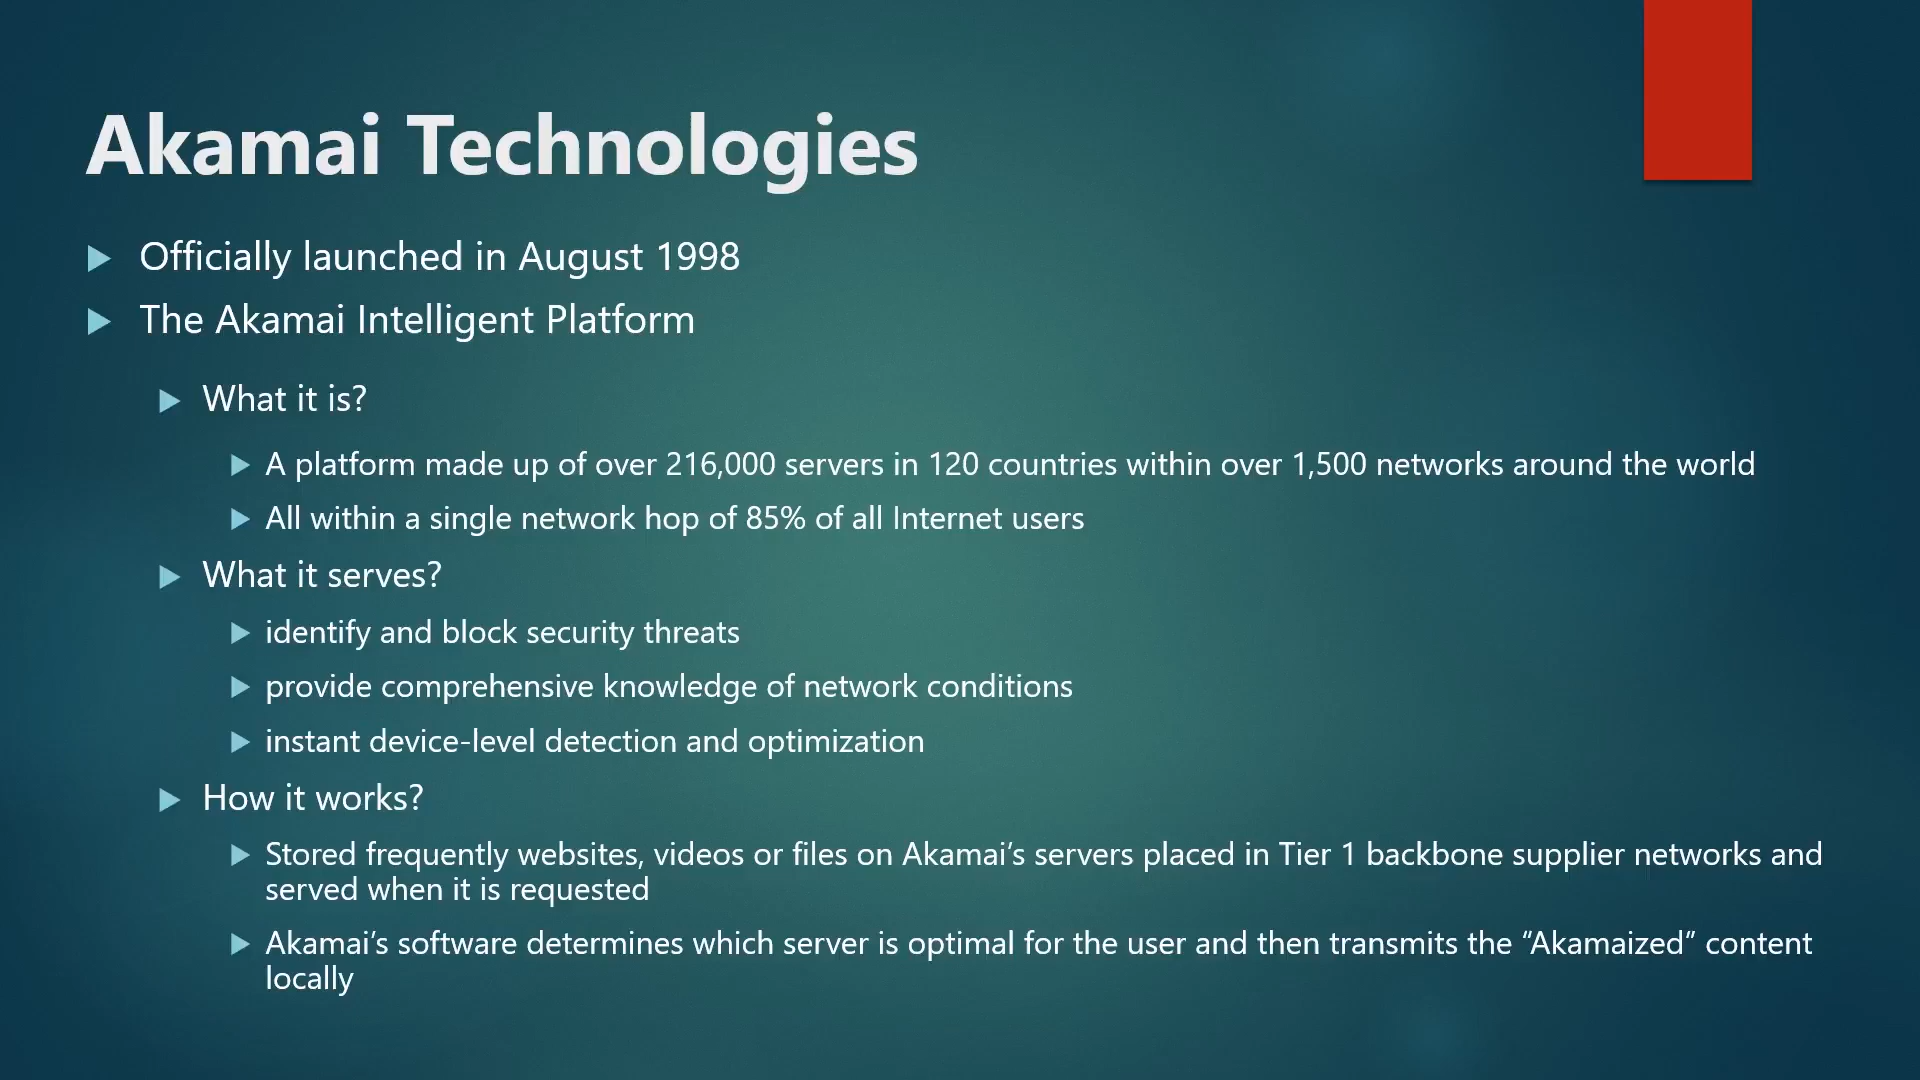 Akamai Technologies
Officially launched in August 1998
The Akamai Intelligent Platform
What it is?
A platform made up of over 216,000 servers in 120 countries within over 1,500 networks around the world
All within a single network hop of 85% of all Internet users
What it serves?
identify and block security threats
provide comprehensive knowledge of network conditions
instant device-level detection and optimization
How it works?
Stored frequently websites, videos or files on Akamai’s servers placed in Tier 1 backbone supplier networks and
served when it is requested
Akamai’s software determines which server is optimal for the user and then transmits the “Akamaized” content
locally